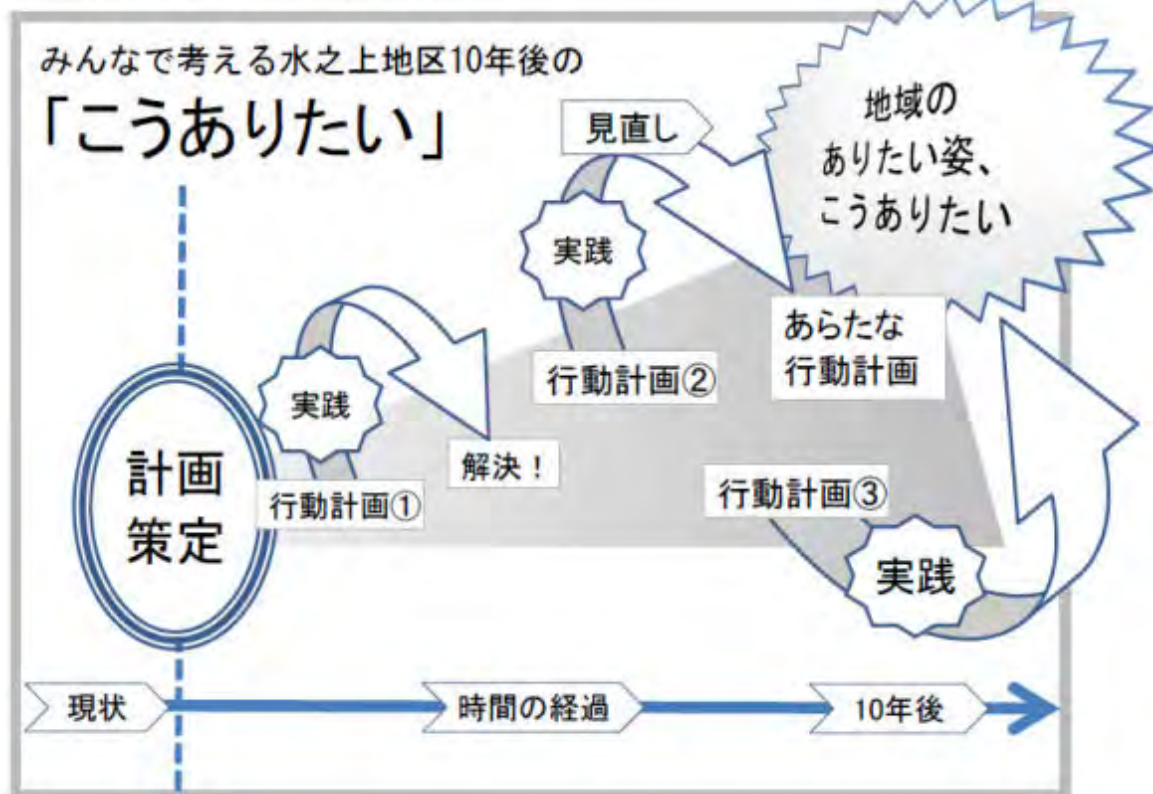 みんなで考える水之上地区10年後の
「こうありたい」
見直し
地域の
ありたい姿、
こうありたい
実践
実践
あらたな
行動計画
行動計画②
解決！
行動計画①
計画
策定
行動計画③
実践
現状
時間の経過
10年後